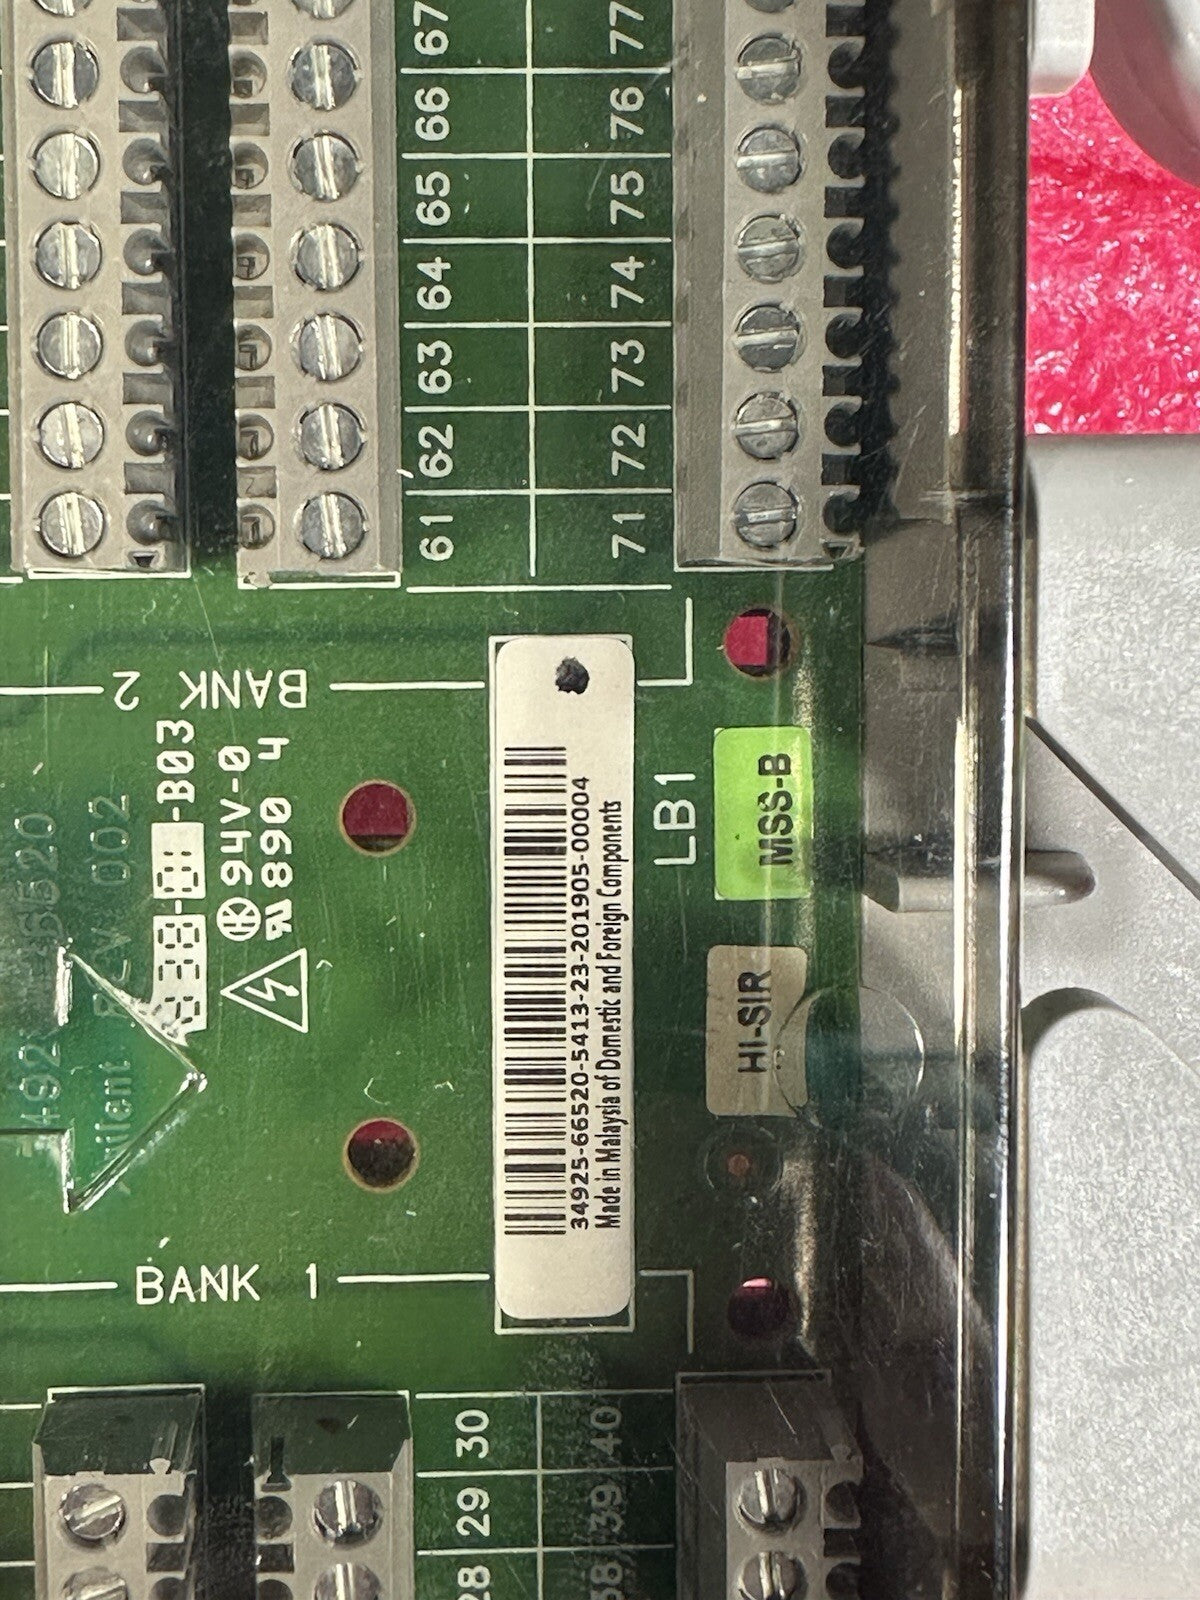 67
66
65
64
63
62
61
77
76
75
74
73
72
71
BANK 2
-B03
94V-0
890 4
REV 002
34925-66520-5413-23-201905-00004
Made in Malaysia of Domestic and Foreign Components
LB1
MSS-B
HI-SIR
BANK 1
30
29
28
40
39